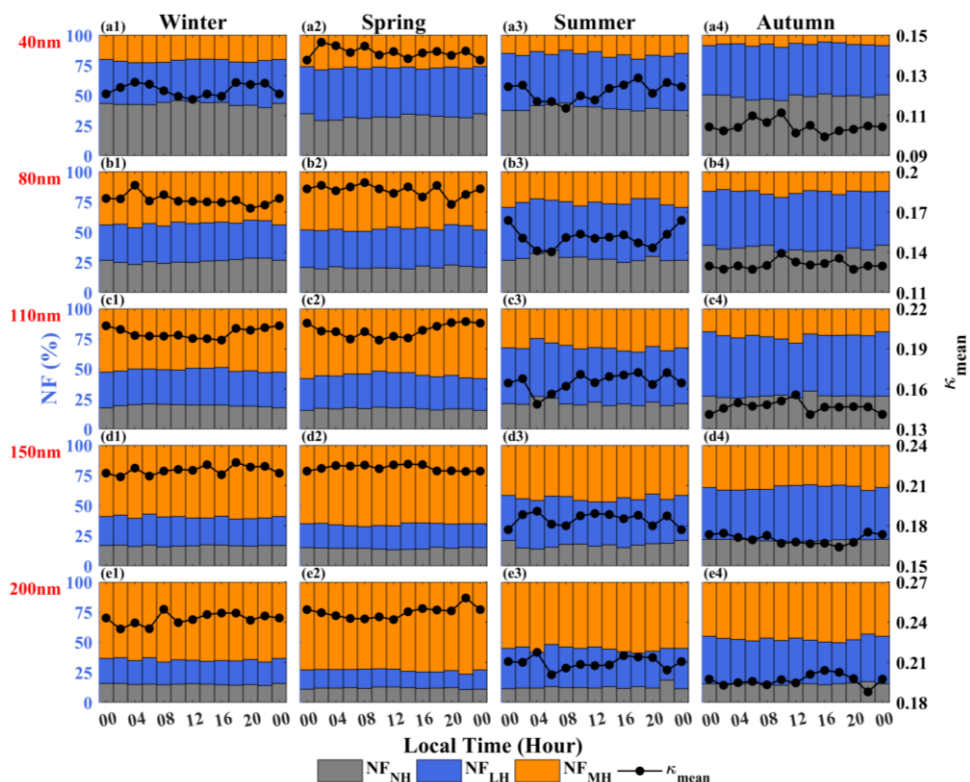 Winter Spring Summer Autumn
40nm 100 75 50 25 0 (a1) (a2) (a3) (a4) 0.15 0.13 0.11 0.09
80nm 100 75 50 25 0 (b1) (b2) (b3) (b4) 0.2 0.17 0.14 0.11
110nm 100 75 50 25 0 (c1) (c2) (c3) (c4) 0.22 0.19 0.16 0.13
NF (%)
κmean
150nm 100 75 50 25 0 (d1) (d2) (d3) (d4) 0.24 0.21 0.18 0.15
200nm 100 75 50 25 0 (e1) (e2) (e3) (e4) 0.27 0.24 0.21 0.18
00 04 08 12 16 20 00 00 04 08 12 16 20 00 00 04 08 12 16 20 00 00 04 08 12 16 20 00
Local Time (Hour)
NFNH NFLH NFMH κmean